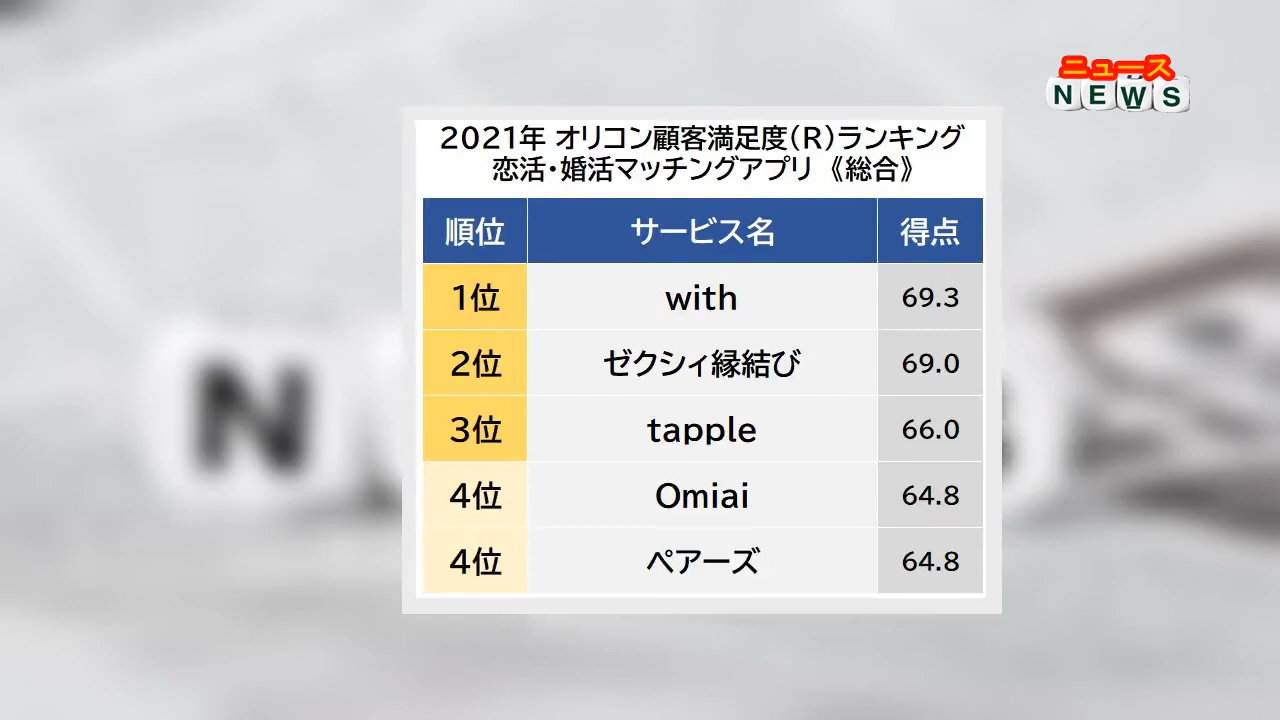 ニュース
NEWS
2021年 オリコン顧客満足度(R)ランキング
恋活・婚活マッチングアプリ 《総合》
順位 サービス名 得点
1位 with 69.3
2位 ゼクシィ縁結び 69.0
3位 tapple 66.0
4位 Omiai 64.8
4位 ペアーズ 64.8
N